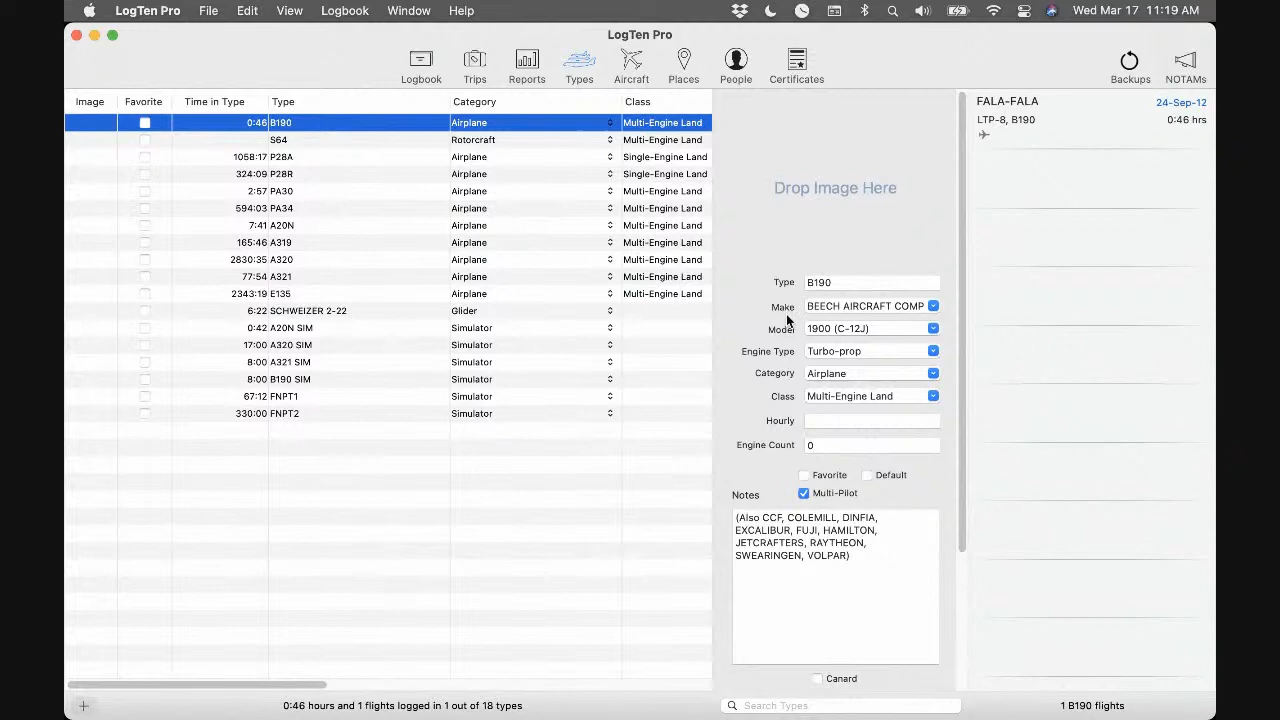 LogTen Pro File Edit View Logbook Window Help Wed Mar 17 11:19 AM
LogTen Pro
Logbook Trips Reports Types Aircraft Places People Certificates Backups NOTAMs
Image Favorite Time in Type Type Category Class
0:46 B190 Airplane Multi-Engine Land
S64 Rotorcraft Multi-Engine Land
1058:17 P28A Airplane Single-Engine Land
324:09 P28R Airplane Single-Engine Land
2:57 PA30 Airplane Multi-Engine Land
594:03 PA34 Airplane Multi-Engine Land
7:41 A20N Airplane Multi-Engine Land
165:46 A319 Airplane Multi-Engine Land
2830:35 A320 Airplane Multi-Engine Land
77:54 A321 Airplane Multi-Engine Land
2343:19 E135 Airplane Multi-Engine Land
6:22 SCHWEIZER 2-22 Glider
0:42 A20N SIM Simulator
17:00 A320 SIM Simulator
8:00 A321 SIM Simulator
8:00 B190 SIM Simulator
67:12 FNPT1 Simulator
330:00 FNPT2 Simulator
Drop Image Here
Type B190
Make BEECH AIRCRAFT COMP
Model 1900 (C-12J)
Engine Type Turbo-prop
Category Airplane
Class Multi-Engine Land
Hourly
Engine Count 0
Favorite Default
Multi-Pilot
Notes
(Also CCF, COLEMILL, DINFIA,
EXCALIBUR, FUJI, HAMILTON,
JETCRAFTERS, RAYTHEON,
SWEARINGEN, VOLPAR)
Canard
FALA-FALA 24-Sep-12
LTP-8, B190 0:46 hrs
0:46 hours and 1 flights logged in 1 out of 18 types
Search Types
1 B190 flights